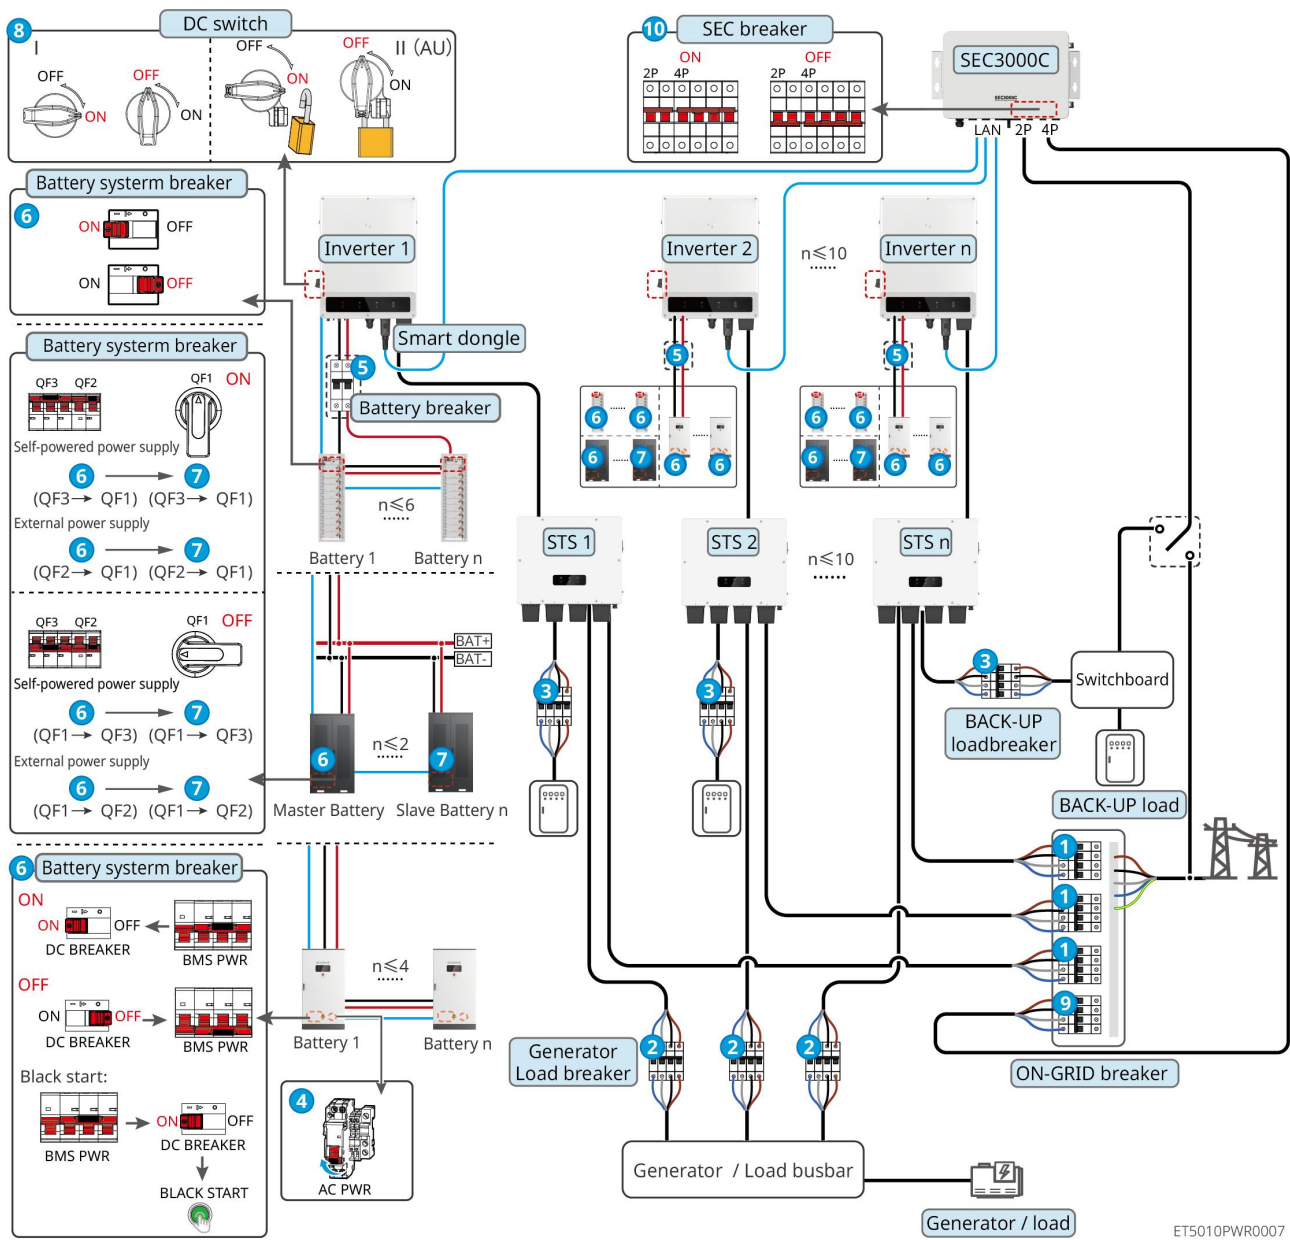 8
DC switch
I
OFF
ON
OFF
ON
OFF
ON
OFF
ON
II (AU)
10
SEC breaker
ON
OFF
2P 4P
2P 4P
SEC3000C
SEC3000C
LAN 2P 4P
Battery systerm breaker
6
ON
OFF
ON
OFF
Inverter 1
Inverter 2
n≤10
......
Inverter n
Smart dongle
5
Battery breaker
5
5
Battery systerm breaker
QF3 QF2
QF1 ON
Self-powered power supply
6 7
(QF3→ QF1) (QF3→ QF1)
External power supply
6 7
(QF2→ QF1) (QF2→ QF1)
QF3 QF2
QF1 OFF
Self-powered power supply
6 7
(QF1→ QF3) (QF1→ QF3)
External power supply
6 7
(QF1→ QF2) (QF1→ QF2)
n≤6
......
Battery 1
Battery n
6 6
6 7 6 6
6 6
6 7 6 6
STS 1
STS 2
n≤10
......
STS n
BAT+
BAT-
6
n≤2
......
7
Master Battery
Slave Battery n
3
3
3
BACK-UP
loadbreaker
Switchboard
BACK-UP load
6
Battery systerm breaker
ON
ON
OFF
DC BREAKER
BMS PWR
OFF
ON
OFF
DC BREAKER
BMS PWR
Black start:
BMS PWR
ON
OFF
DC BREAKER
BLACK START
n≤4
......
Battery 1
Battery n
4
AC PWR
1
1
1
9
ON-GRID breaker
Generator
Load breaker
2
2
2
Generator / Load busbar
Generator / load
ET5010PWR0007